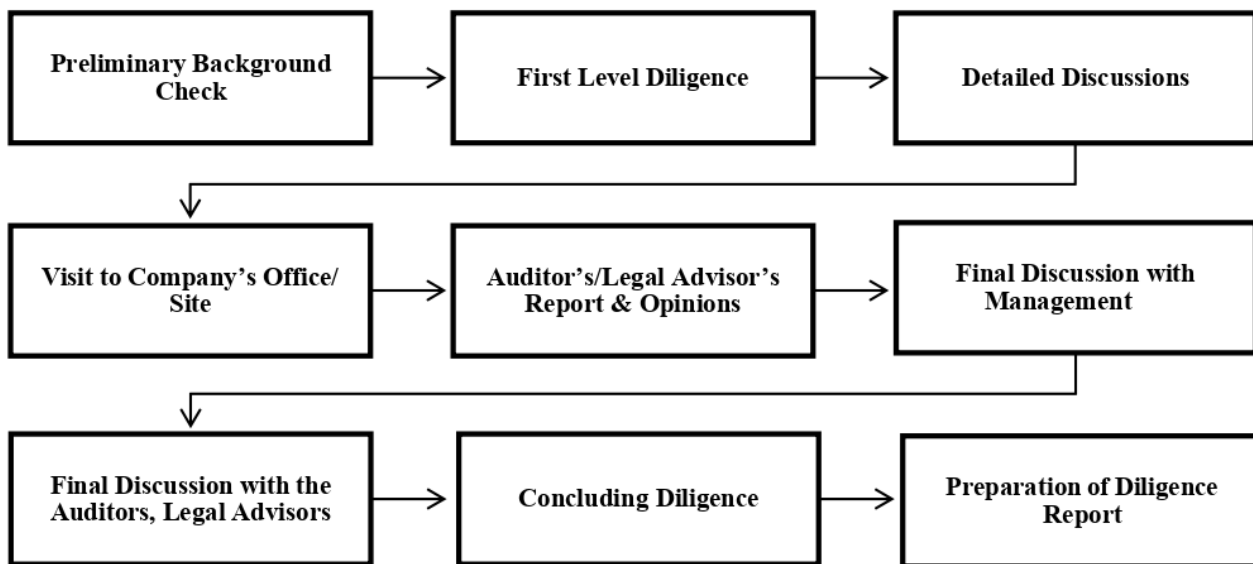 Preliminary Background
Check
First Level Diligence
Detailed Discussions
Visit to Company’s Office/
Site
Auditor’s/Legal Advisor’s
Report & Opinions
Final Discussion with
Management
Final Discussion with the
Auditors, Legal Advisors
Concluding Diligence
Preparation of Diligence
Report